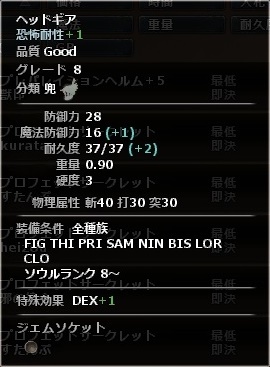 ヘッドギア
恐怖耐性+1
品質 Good
グレード 8
分類 兜
防御力 28
魔法防御力 16 (+1)
耐久度 37/37 (+2)
重量 0.90
硬度 3
物理属性 斬40 打30 突30
装備条件 全種族
FIG THI PRI SAM NIN BIS LOR
CLO
ソウルランク 8～
特殊効果 DEX+1
ジェムソケット